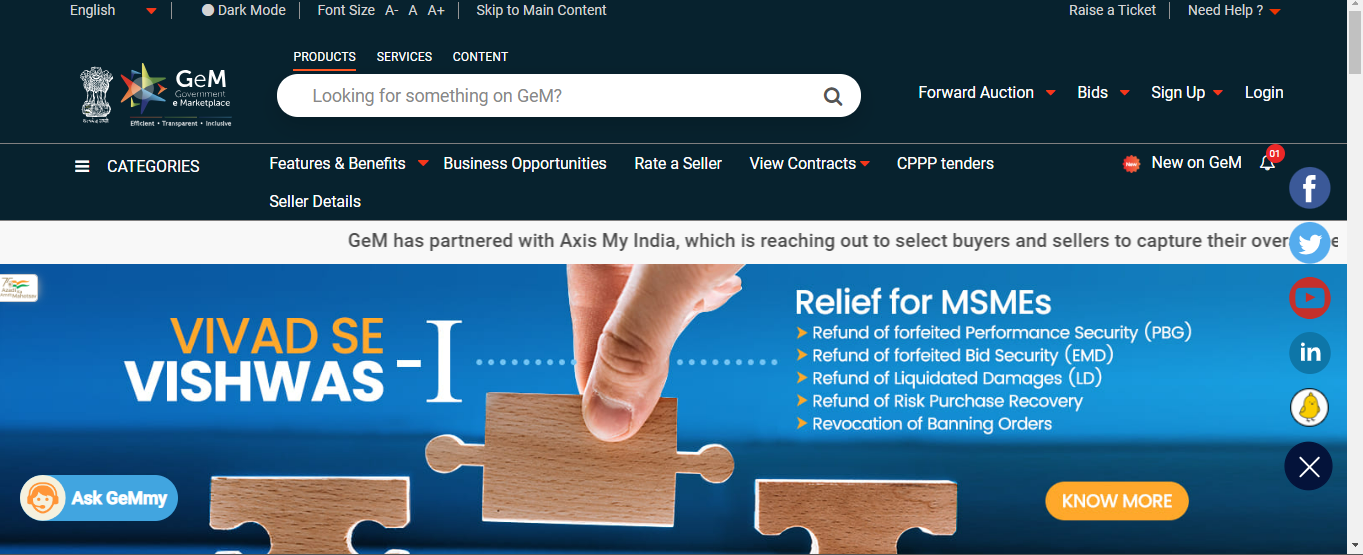 English
Dark Mode
Font Size A- A A+
Skip to Main Content
Raise a Ticket
Need Help ?
PRODUCTS SERVICES CONTENT
GeM
Government
e Marketplace
Efficient • Transparent • Inclusive
Looking for something on GeM?
Forward Auction Bids Sign Up Login
CATEGORIES
Features & Benefits Business Opportunities Rate a Seller View Contracts CPPP tenders
Seller Details
New on GeM
01
GeM has partnered with Axis My India, which is reaching out to select buyers and sellers to capture their
VIVAD SE
VISHWAS -I
Relief for MSMEs
Refund of forfeited Performance Security (PBG)
Refund of forfeited Bid Security (EMD)
Refund of Liquidated Damages (LD)
Refund of Risk Purchase Recovery
Revocation of Banning Orders
f
in
Ask GeMmy
KNOW MORE